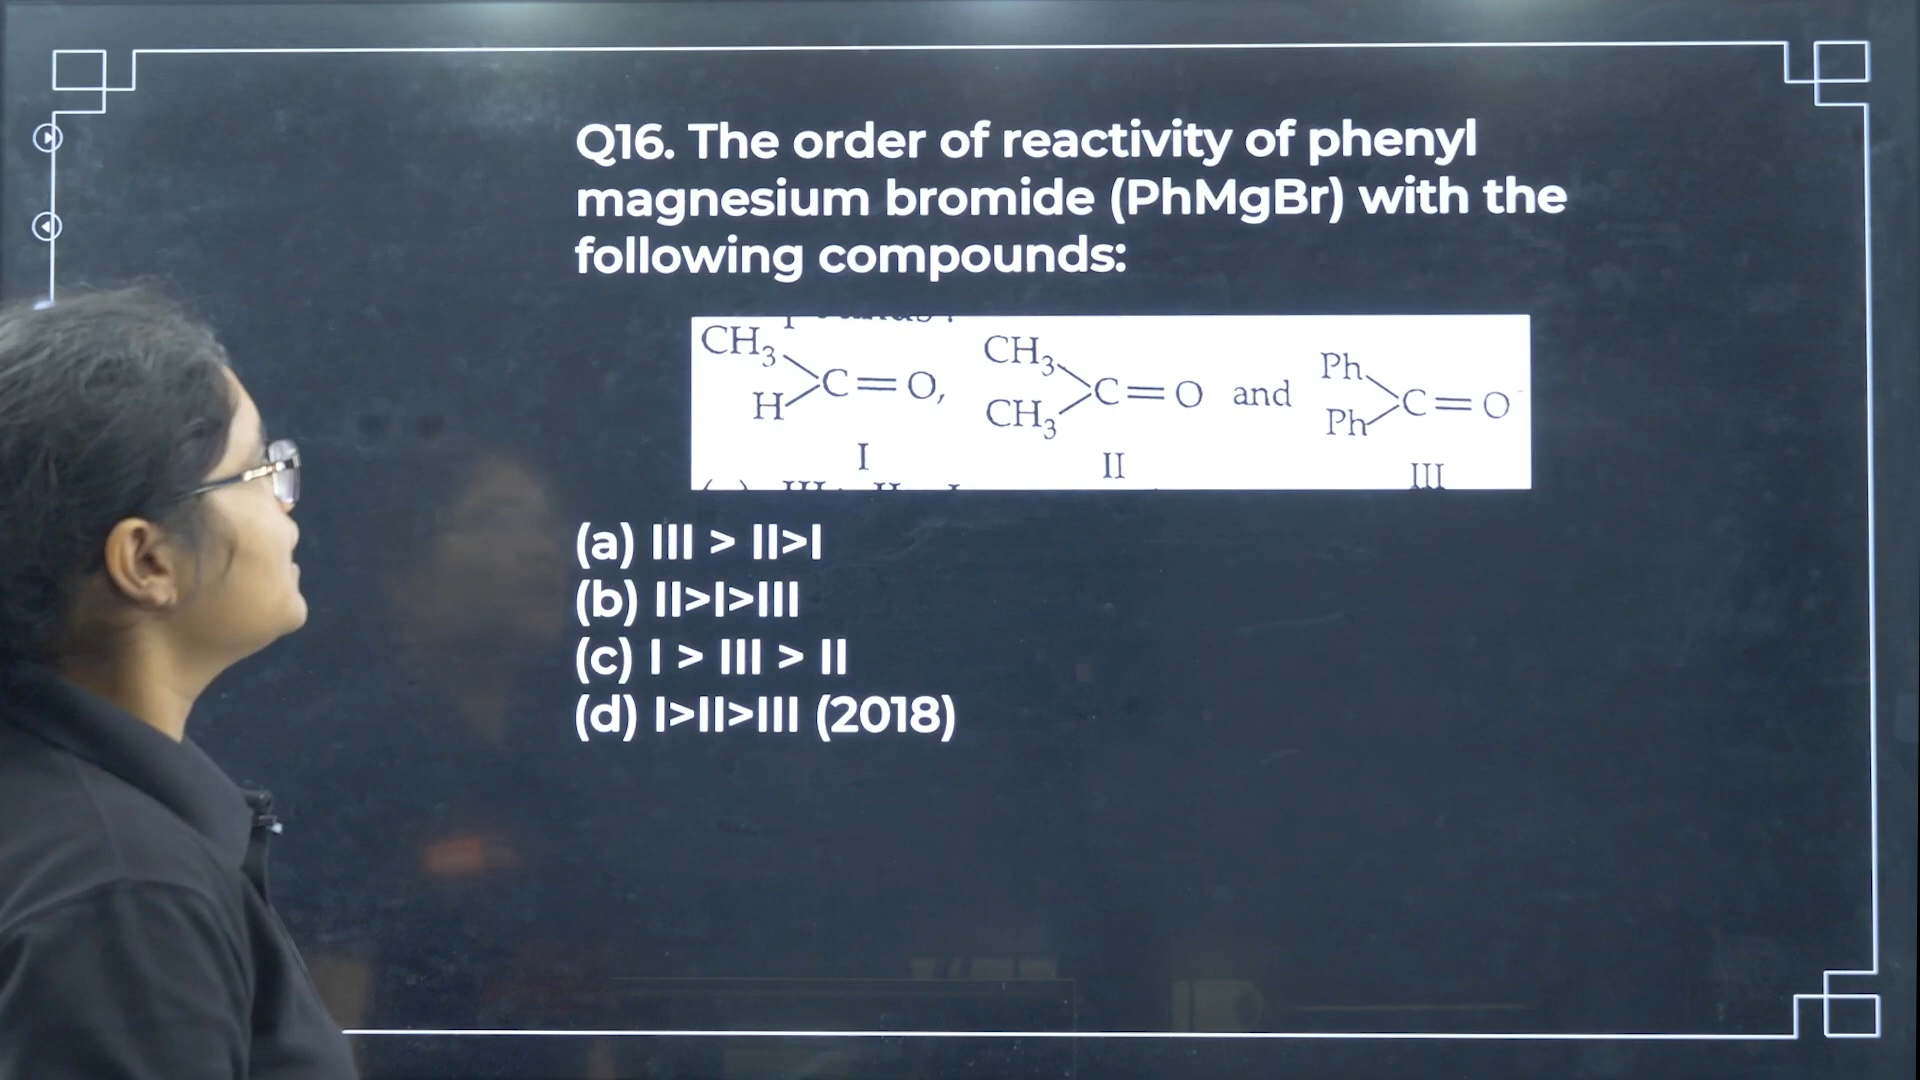 Q16. The order of reactivity of phenyl
magnesium bromide (PhMgBr) with the
following compounds:
CH3
H
C=O,
I
CH3
CH3
C=O
II
and
Ph
Ph
C=O
III
(a) III > II>I
(b) II>I>III
(c) I > III > II
(d) I>II>III (2018)